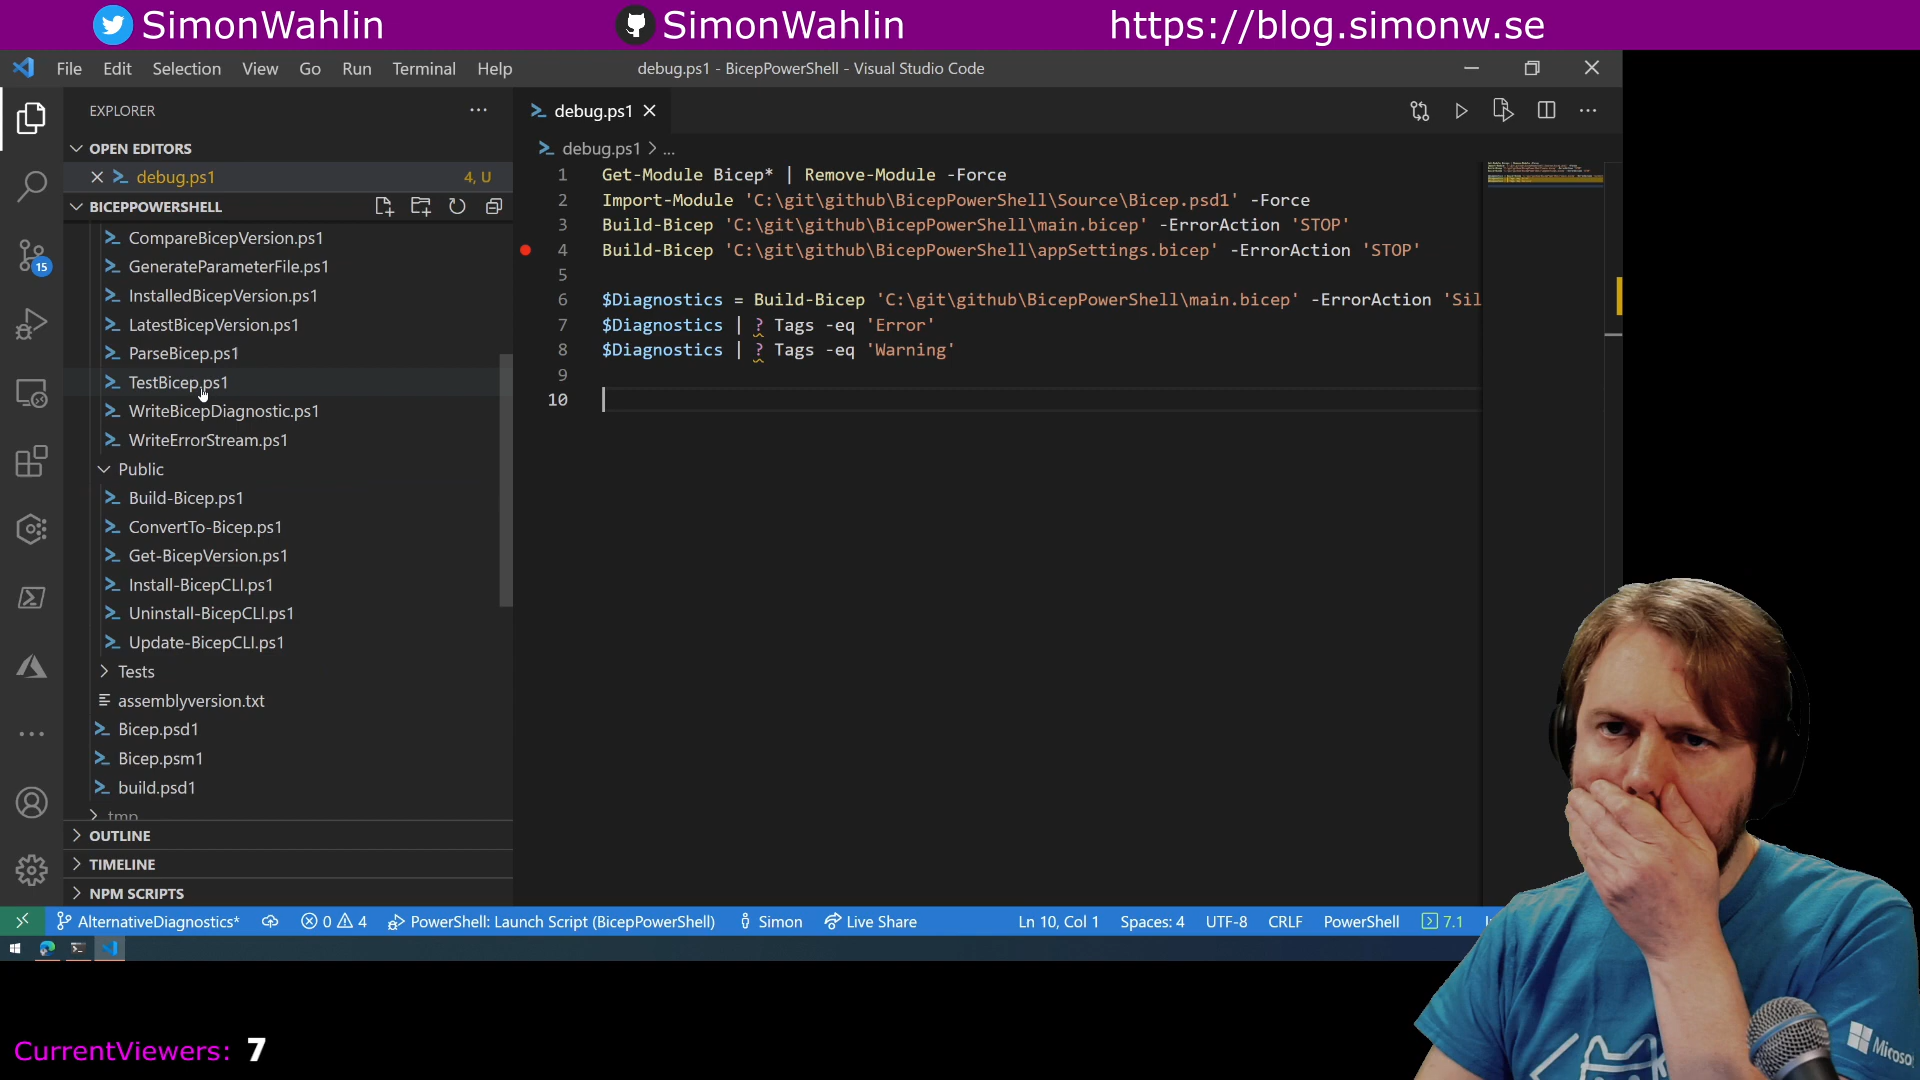 SimonWahlin SimonWahlin https://blog.simonw.se
File Edit Selection View Go Run Terminal Help debug.ps1 - BicepPowerShell - Visual Studio Code
EXPLORER
OPEN EDITORS
debug.ps1 4, U
BICEPPOWERSHELL
CompareBicepVersion.ps1
GenerateParameterFile.ps1
InstalledBicepVersion.ps1
LatestBicepVersion.ps1
ParseBicep.ps1
TestBicep.ps1
WriteBicepDiagnostic.ps1
WriteErrorStream.ps1
Public
Build-Bicep.ps1
ConvertTo-Bicep.ps1
Get-BicepVersion.ps1
Install-BicepCLI.ps1
Uninstall-BicepCLI.ps1
Update-BicepCLI.ps1
Tests
assemblyversion.txt
Bicep.psd1
Bicep.psm1
build.psd1
tmp
OUTLINE
TIMELINE
NPM SCRIPTS
15
debug.ps1
debug.ps1 > ...
1 Get-Module Bicep* | Remove-Module -Force
2 Import-Module 'C:\git\github\BicepPowerShell\Source\Bicep.psd1' -Force
3 Build-Bicep 'C:\git\github\BicepPowerShell\main.bicep' -ErrorAction 'STOP'
4 Build-Bicep 'C:\git\github\BicepPowerShell\appSettings.bicep' -ErrorAction 'STOP'
5
6 $Diagnostics = Build-Bicep 'C:\git\github\BicepPowerShell\main.bicep' -ErrorAction 'Sil
7 $Diagnostics | ? Tags -eq 'Error'
8 $Diagnostics | ? Tags -eq 'Warning'
9
10
AlternativeDiagnostics* 0 4 PowerShell: Launch Script (BicepPowerShell) Simon Live Share Ln 10, Col 1 Spaces: 4 UTF-8 CRLF PowerShell 7.1
CurrentViewers: 7